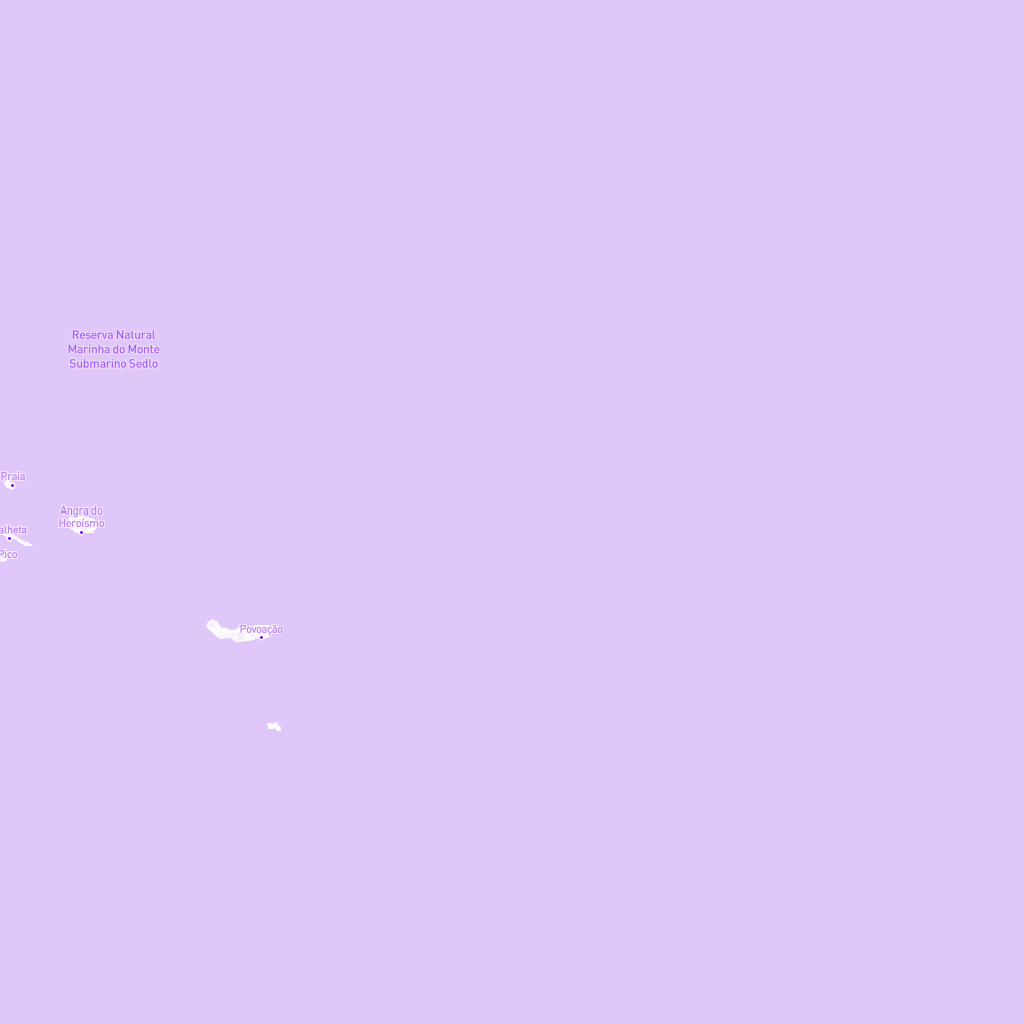 Reserva Natural
Marinha do Monte
Submarino Sedlo
Praia
Angra do
Heroísmo
alheta
Pico
Povoação